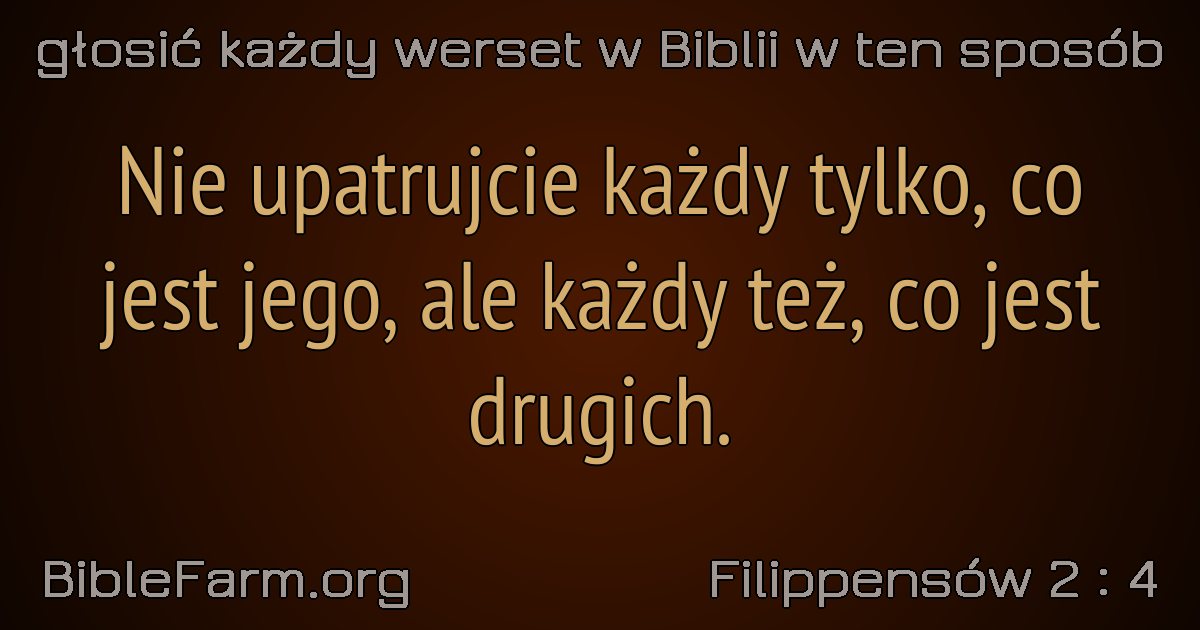 głosić każdy werset w Biblii w ten sposób
Nie upatrujcie każdy tylko, co
jest jego, ale każdy też, co jest
drugich.
BibleFarm.org
Filippensów 2 : 4